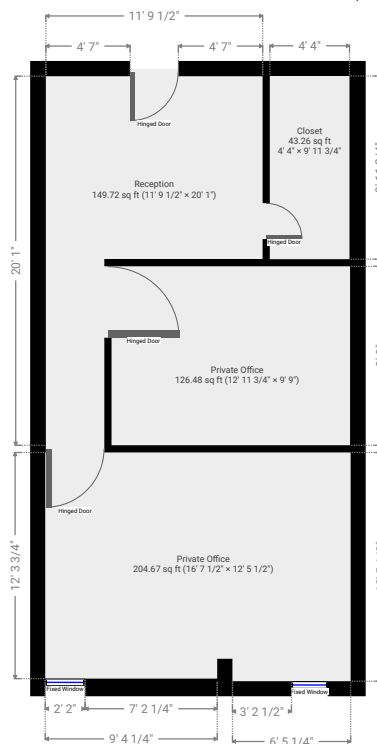 11' 9 1/2"
4' 7"
4' 7"
4' 4"
Hinged Door
Closet
43.26 sq ft
4' 4" × 9' 11 3/4"
Reception
149.72 sq ft (11' 9 1/2" × 20' 1")
Hinged Door
20' 1"
Hinged Door
Private Office
126.48 sq ft (12' 11 3/4" × 9' 9")
Hinged Door
Private Office
204.67 sq ft (16' 7 1/2" × 12' 5 1/2")
12' 3 3/4"
Fixed Window
Fixed Window
2' 2"
7' 2 1/4"
3' 2 1/2"
9' 4 1/4"
6' 5 1/4"